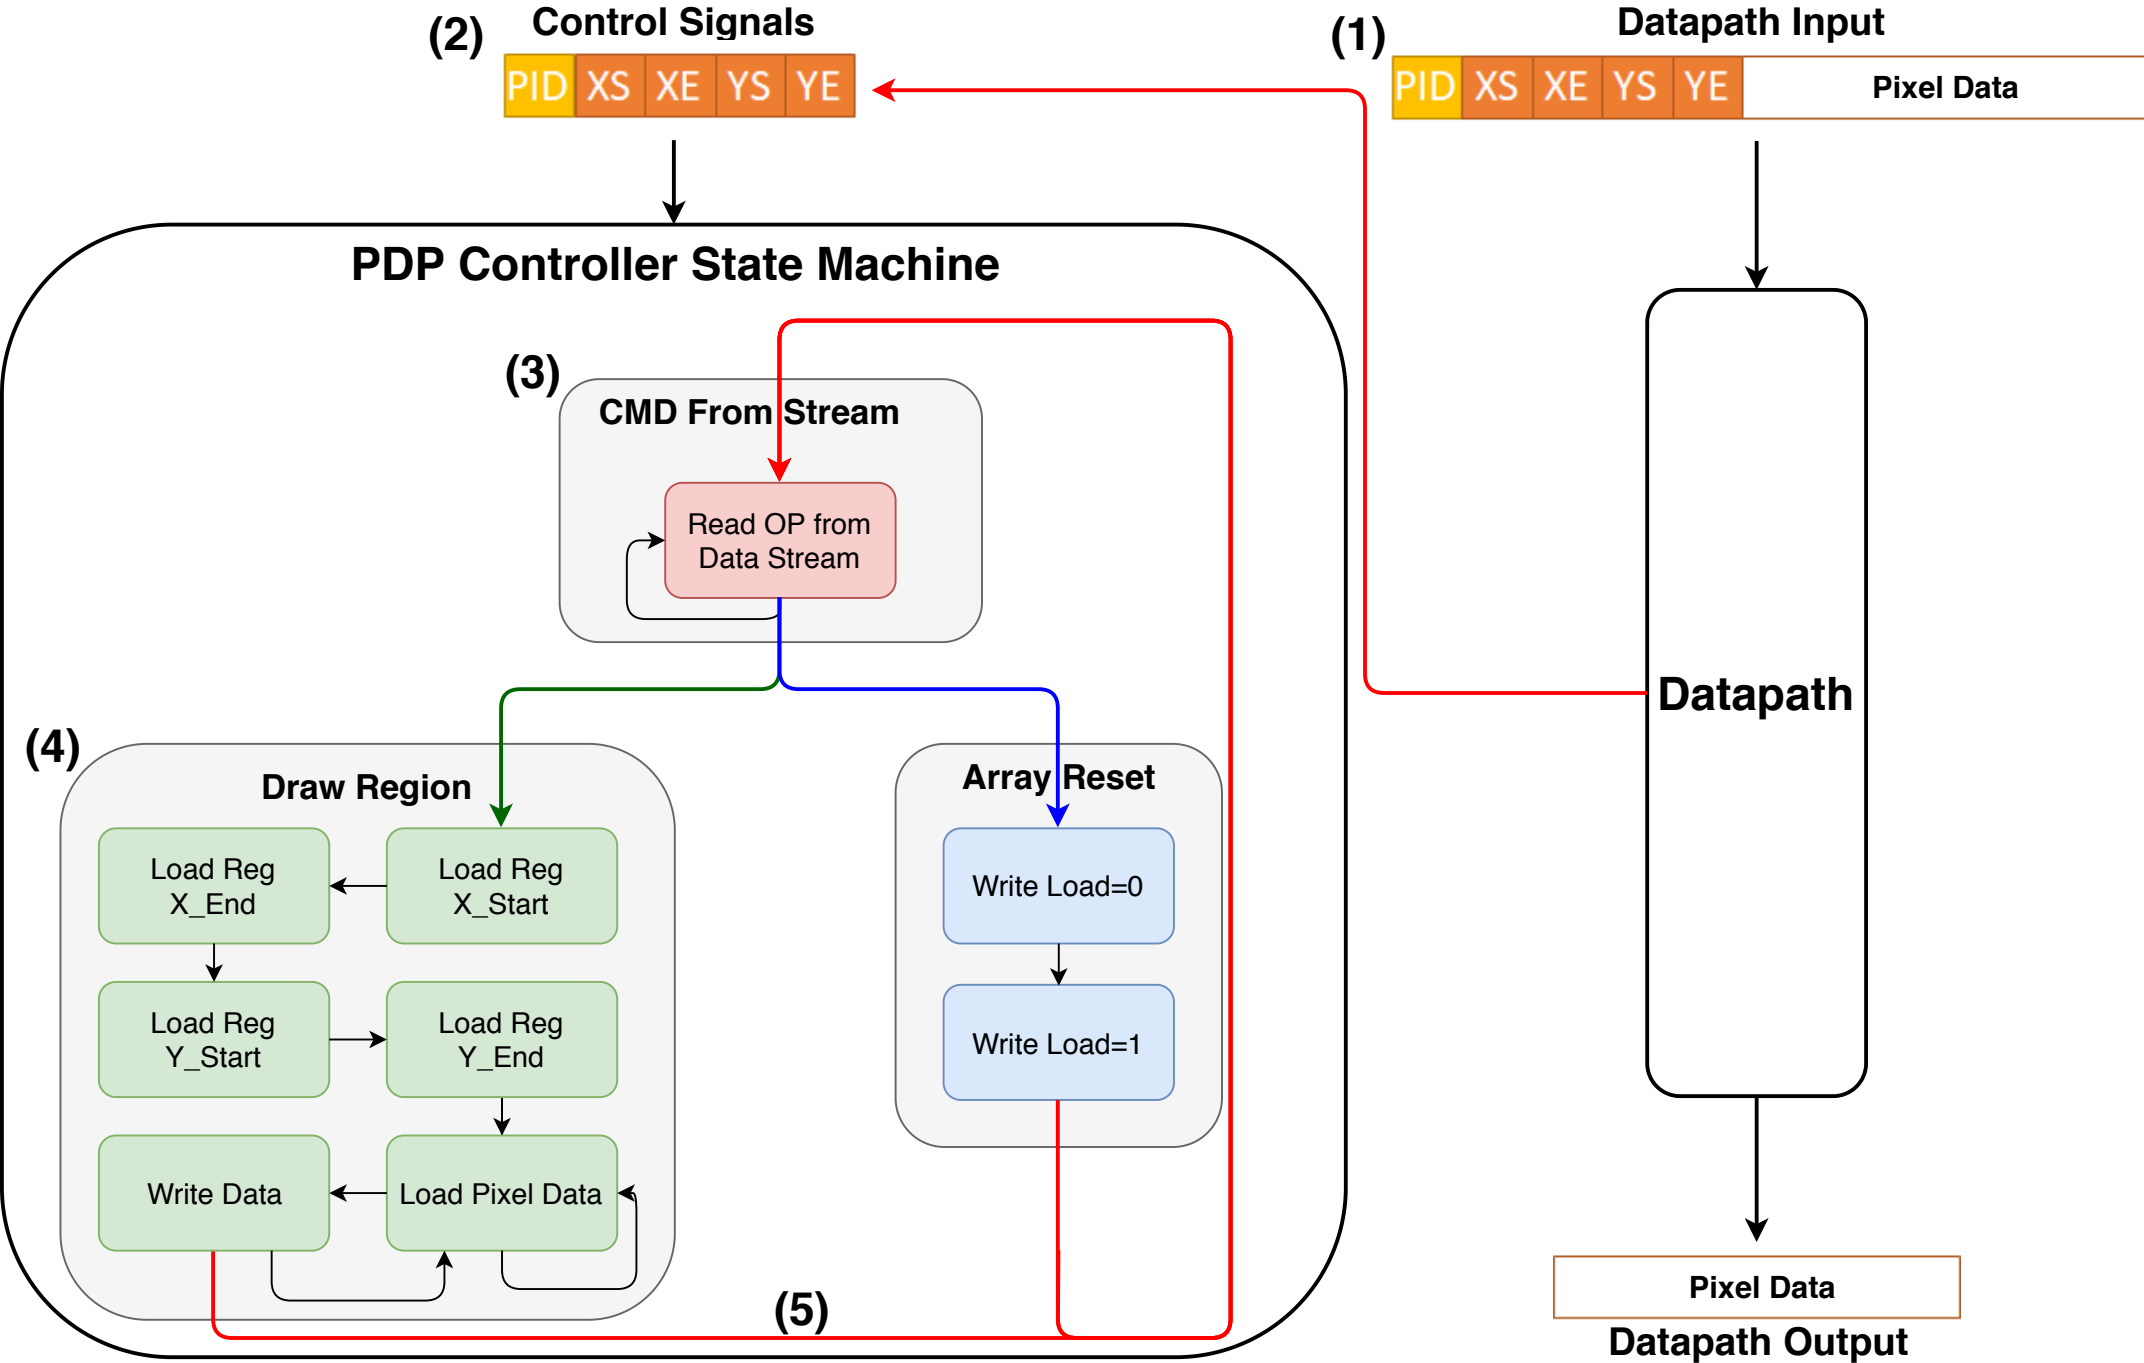 (2)
Control Signals
PID XS XE YS YE
(1)
Datapath Input
PID XS XE YS YE Pixel Data
PDP Controller State Machine
(3)
CMD From Stream
Read OP from
Data Stream
Datapath
(4)
Draw Region
Load Reg
X_End
Load Reg
X_Start
Load Reg
Y_Start
Load Reg
Y_End
Write Data
Load Pixel Data
Array Reset
Write Load=0
Write Load=1
(5)
Pixel Data
Datapath Output